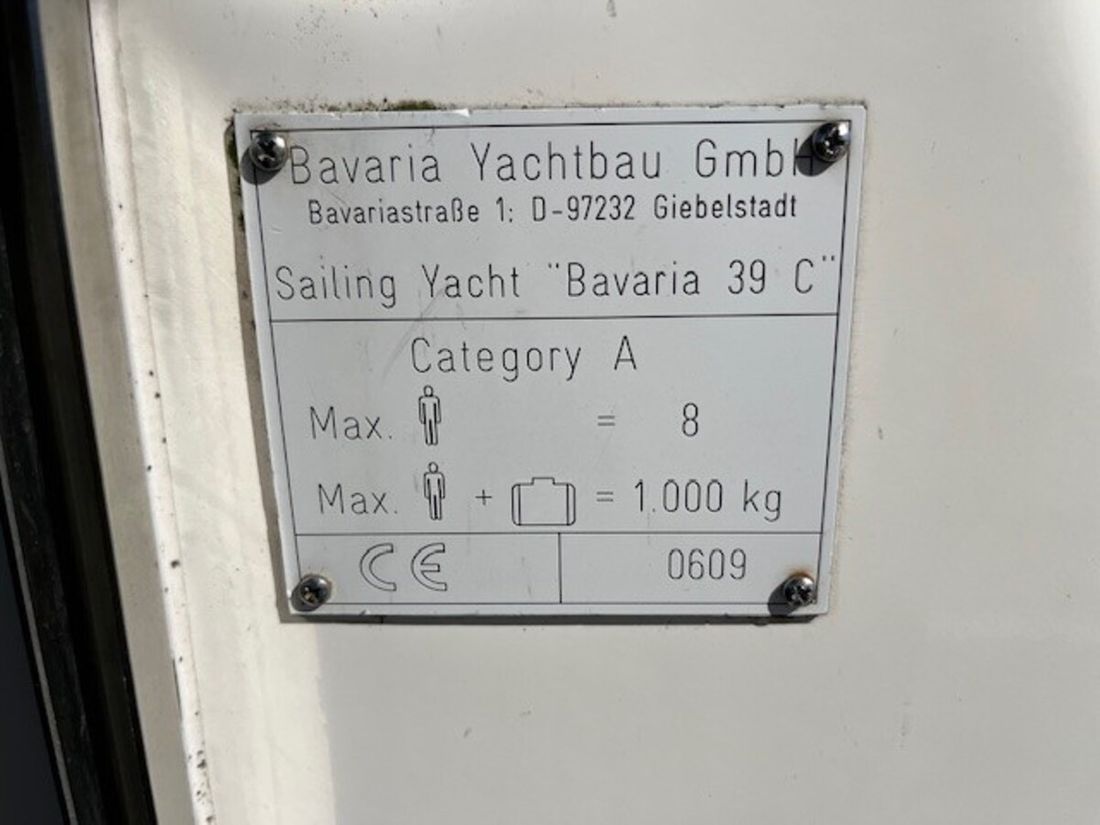 Bavaria Yachtbau GmbH
Bavariastraße 1: D-97232 Giebelstadt
Sailing Yacht "Bavaria 39 C"
Category A
Max. = 8
Max. + = 1.000 kg
CE 0609